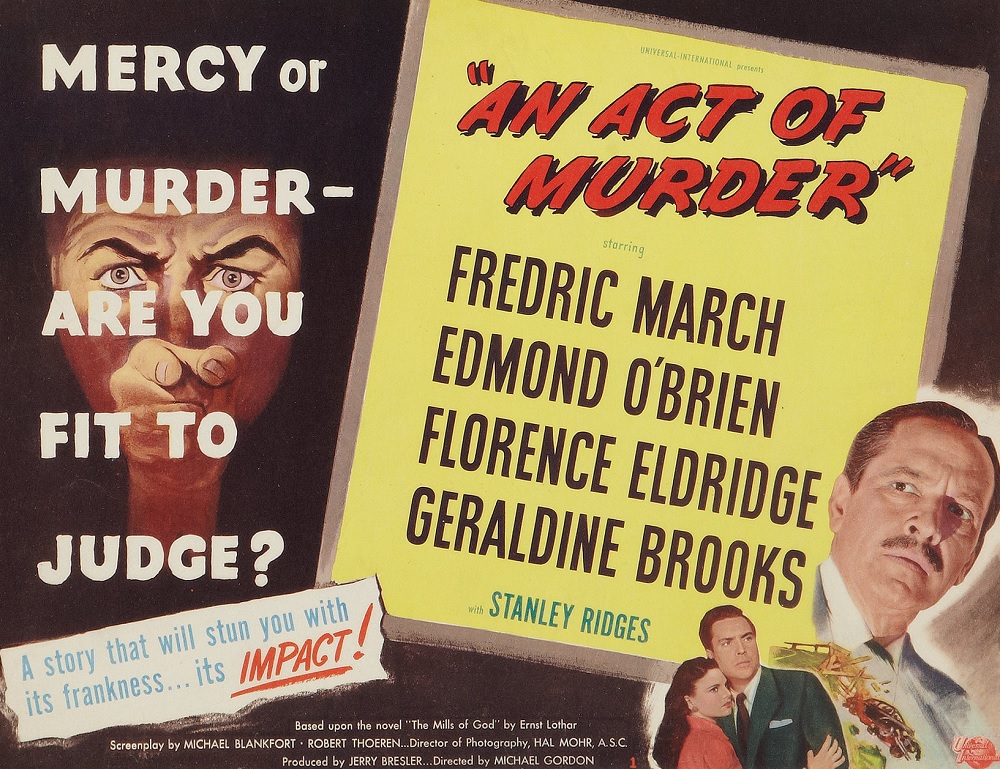 MERCY or
MURDER–
ARE YOU
FIT TO
JUDGE?
A story that will stun you with
its frankness... its IMPACT!
UNIVERSAL-INTERNATIONAL presents
"AN ACT OF
MURDER"
starring
FREDRIC MARCH
EDMOND O'BRIEN
FLORENCE ELDRIDGE
GERALDINE BROOKS
with STANLEY RIDGES
Based upon the novel "The Mills of God" by Ernst Lothar
Screenplay by MICHAEL BLANKFORT · ROBERT THOEREN...Director of Photography, HAL MOHR, A.S.C.
Produced by JERRY BRESLER...Directed by MICHAEL GORDON
1
Universal
International